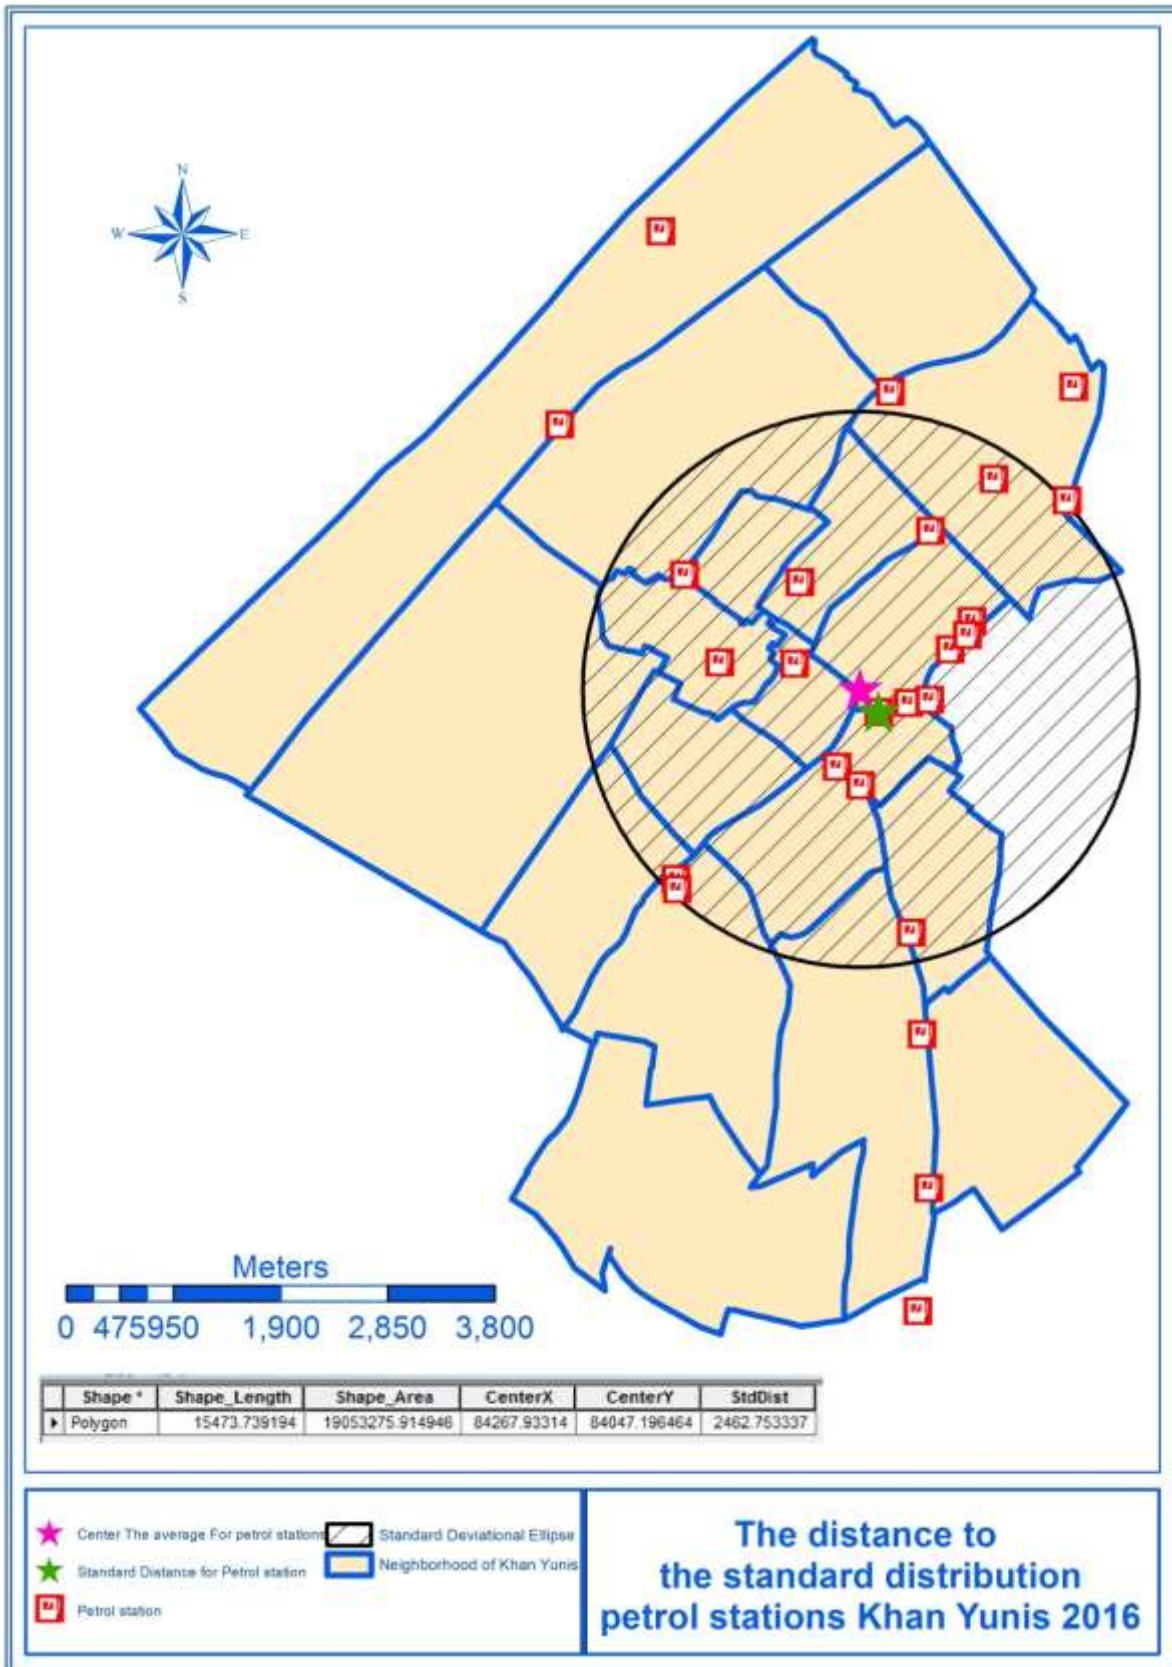 N
W
E
S
Meters
0 475950 1,900 2,850 3,800
Shape * Shape_Length Shape_Area CenterX CenterY StdDist
Polygon 15473.739194 19053275.914946 84267.93314 84047.196464 2462.753337
Center The average For petrol stations
Standard Deviational Ellipse
Standard Distance for Petrol station
Neighborhood of Khan Yunis
Petrol station
The distance to
the standard distribution
petrol stations Khan Yunis 2016